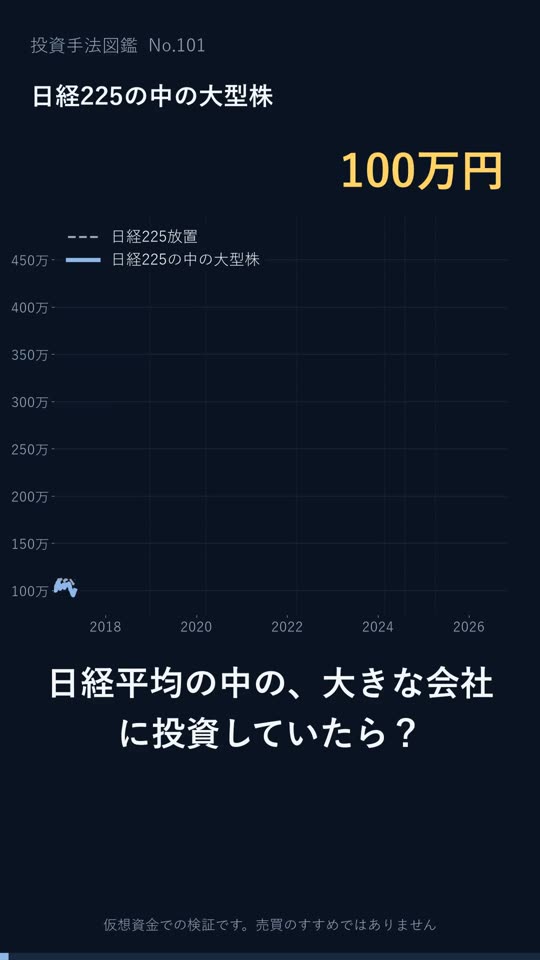 投資手法図鑑 No.101
日経225の中の大型株
100万円
日経225放置
日経225の中の大型株
450万
400万
350万
300万
250万
200万
150万
100万
2018 2020 2022 2024 2026
日経平均の中の、大きな会社
に投資していたら？
仮想資金での検証です。売買のすすめではありません